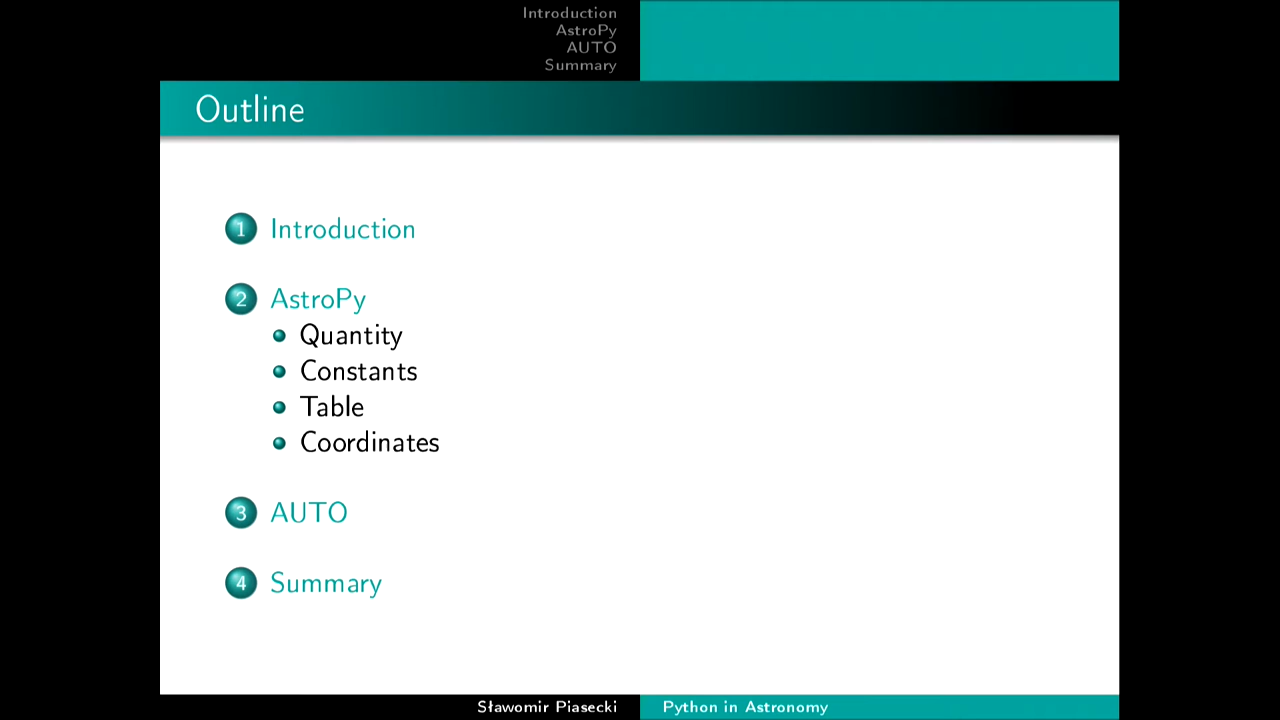 Introduction
AstroPy
AUTO
Summary
Outline
1 Introduction
2 AstroPy
Quantity
Constants
Table
Coordinates
3 AUTO
4 Summary
Sławomir Piasecki
Python in Astronomy